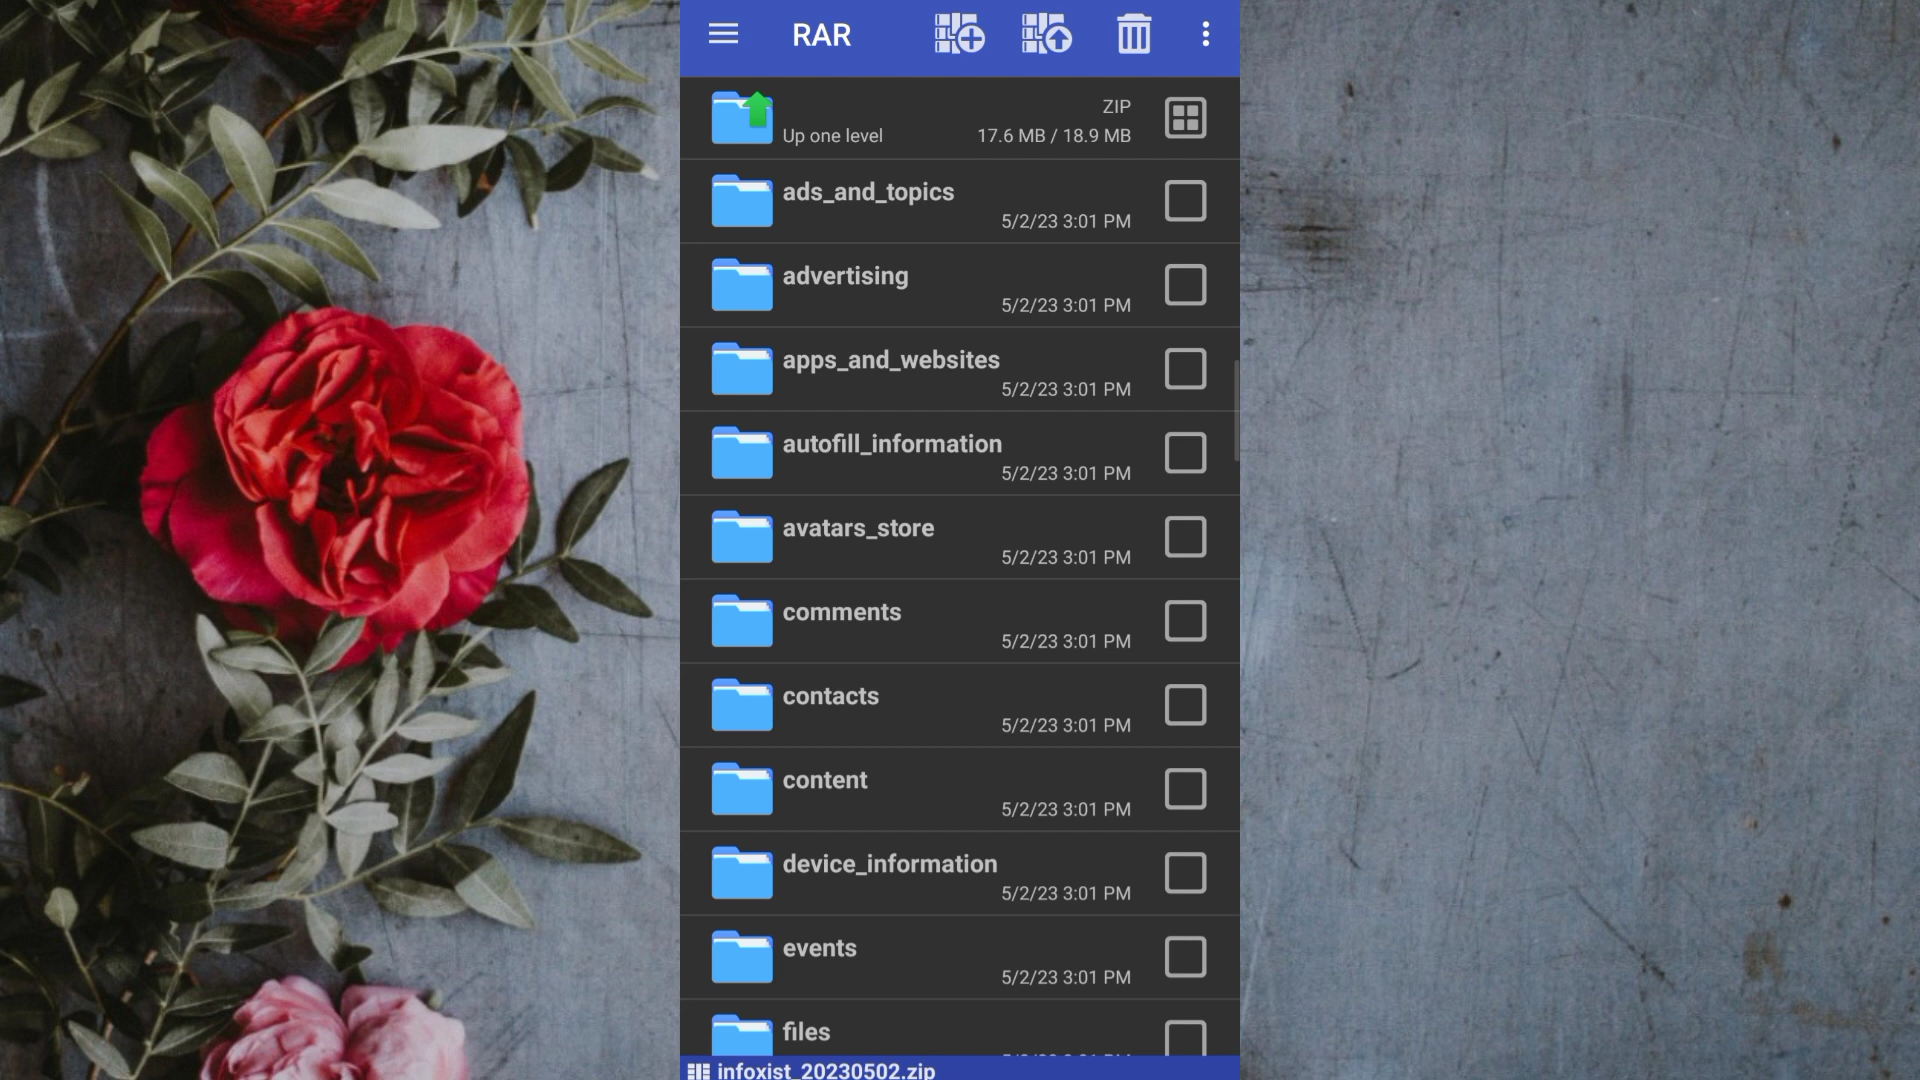 RAR
ZIP
Up one level 17.6 MB / 18.9 MB
ads_and_topics
5/2/23 3:01 PM
advertising
5/2/23 3:01 PM
apps_and_websites
5/2/23 3:01 PM
autofill_information
5/2/23 3:01 PM
avatars_store
5/2/23 3:01 PM
comments
5/2/23 3:01 PM
contacts
5/2/23 3:01 PM
content
5/2/23 3:01 PM
device_information
5/2/23 3:01 PM
events
5/2/23 3:01 PM
files
infoxist_20230502.zip